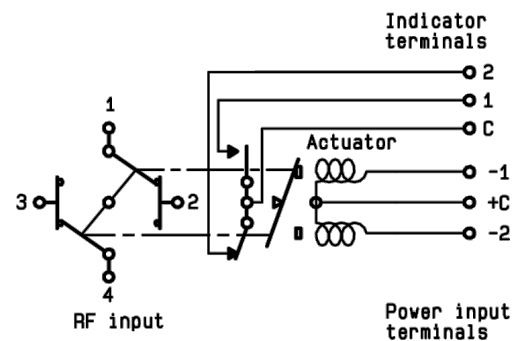 Indicator
terminals
2
1
1
C
Actuator
-1
3
2
+C
-2
4
RF input
Power input
terminals